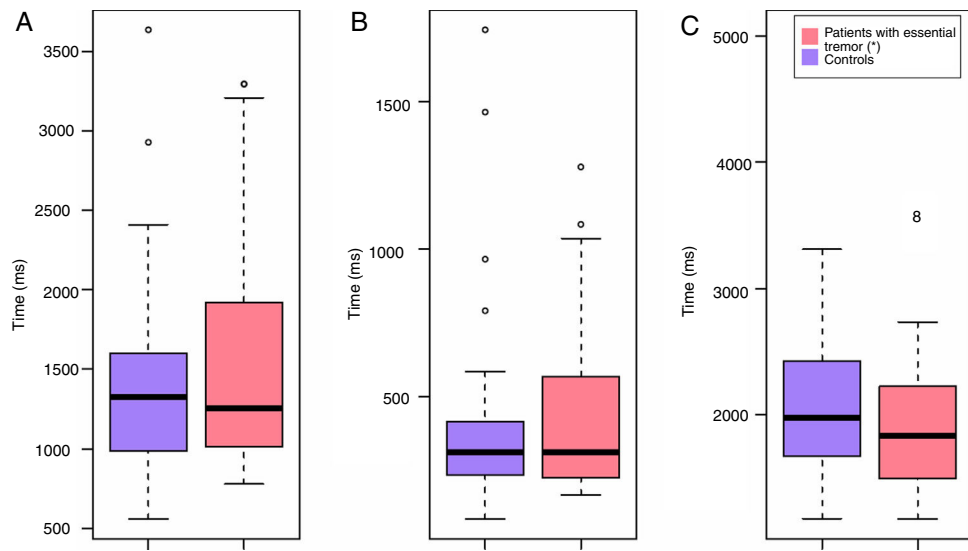 A
Time (ms)
3500
3000
2500
2000
1500
1000
500
B
Time (ms)
1500
1000
500
C
Time (ms)
5000
4000
3000
2000
Patients with essential
tremor (*)
Controls
8